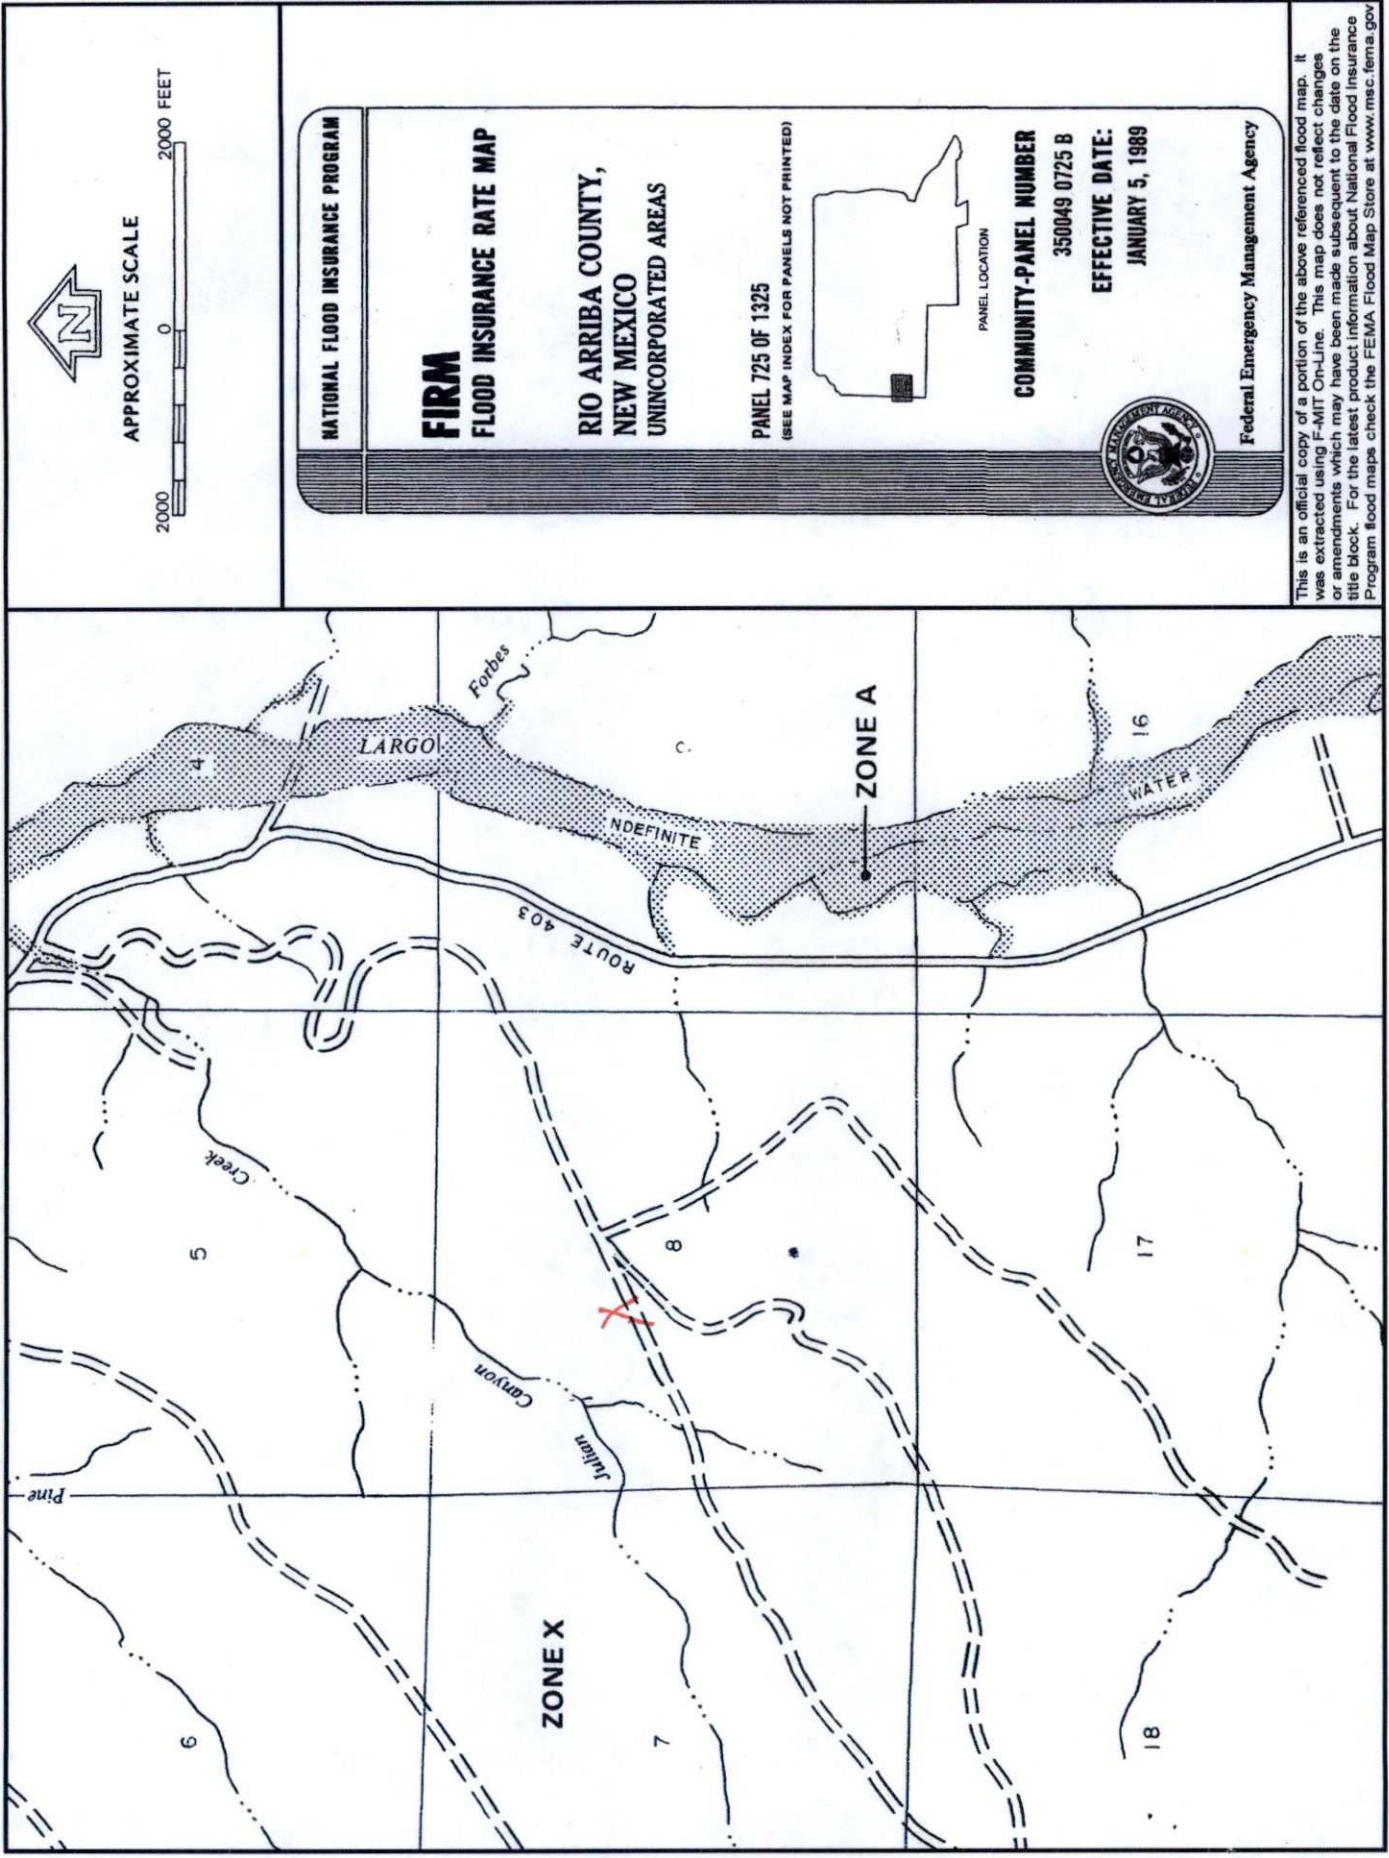 APPROXIMATE SCALE
2000 0 2000 FEET
N
NATIONAL FLOOD INSURANCE PROGRAM
FIRM
FLOOD INSURANCE RATE MAP
RIO ARRIBA COUNTY,
NEW MEXICO
UNINCORPORATED AREAS
PANEL 725 OF 1325
(SEE MAP INDEX FOR PANELS NOT PRINTED)
PANEL LOCATION
COMMUNITY-PANEL NUMBER
350049 0725 B
EFFECTIVE DATE:
JANUARY 5, 1989
FEDERAL EMERGENCY MANAGEMENT AGENCY
Federal Emergency Management Agency
This is an official copy of a portion of the above referenced flood map. It
was extracted using F-MIT On-Line. This map does not reflect changes
or amendments which may have been made subsequent to the date on the
title block. For the latest product information about National Flood Insurance
Program flood maps check the FEMA Flood Map Store at www.msc.fema.gov
4
LARGO
Forbes
C.
NDEFINITE
ZONE A
16
WATER
ROUTE 403
Creek
5
8
17
Canyon
Julian
Pine
6
ZONE X
7
18
X